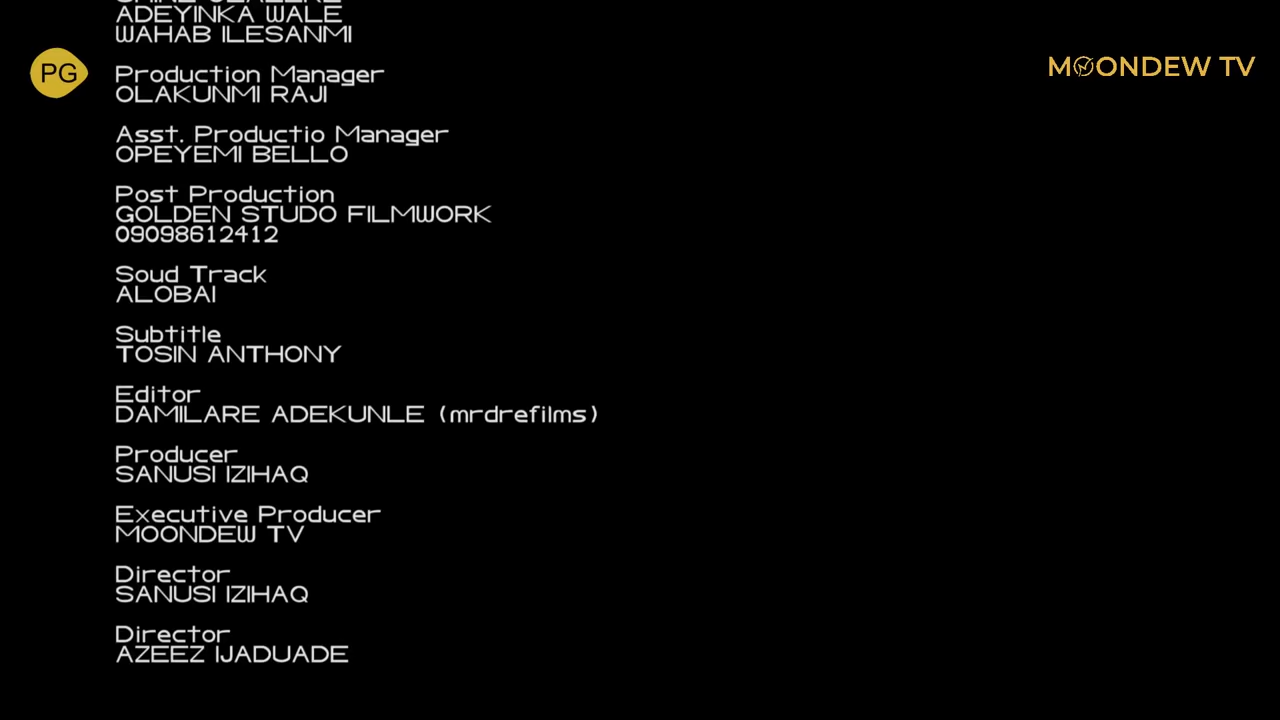 ADEYINKA WALE
WAHAB ILESANMI
PG
MOONDEW TV
Production Manager
OLAKUNMI RAJI
Asst. Productio Manager
OPEYEMI BELLO
Post Production
GOLDEN STUDO FILMWORK
09098612412
Soud Track
ALOBAI
Subtitle
TOSIN ANTHONY
Editor
DAMILARE ADEKUNLE (mrdrefilms)
Producer
SANUSI IZIHAQ
Executive Producer
MOONDEW TV
Director
SANUSI IZIHAQ
Director
AZEEZ IJADUADE